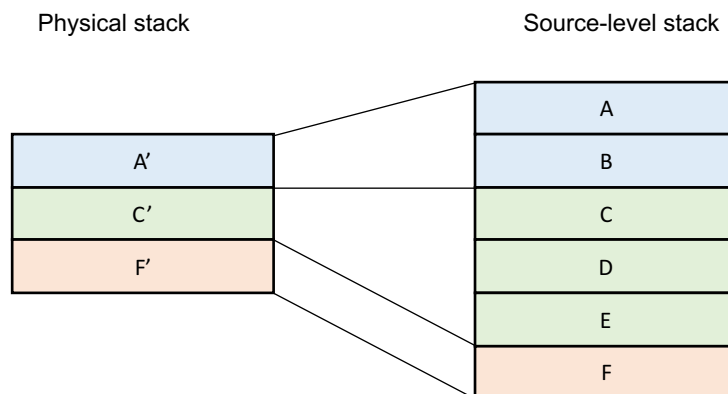 Physical stack
Source-level stack
A
A’
B
C’
C
F’
D
E
F